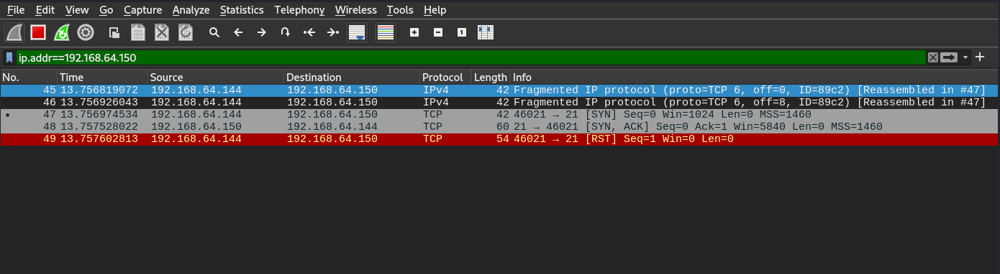 File Edit View Go Capture Analyze Statistics Telephony Wireless Tools Help
ip.addr==192.168.64.150
No. Time Source Destination Protocol Length Info
45 13.756819072 192.168.64.144 192.168.64.150 IPv4 42 Fragmented IP protocol (proto=TCP 6, off=0, ID=89c2) [Reassembled in #47]
46 13.756926043 192.168.64.144 192.168.64.150 IPv4 42 Fragmented IP protocol (proto=TCP 6, off=8, ID=89c2) [Reassembled in #47]
47 13.756974534 192.168.64.144 192.168.64.150 TCP 42 46021 → 21 [SYN] Seq=0 Win=1024 Len=0 MSS=1460
48 13.757528022 192.168.64.150 192.168.64.144 TCP 60 21 → 46021 [SYN, ACK] Seq=0 Ack=1 Win=5840 Len=0 MSS=1460
49 13.757602813 192.168.64.144 192.168.64.150 TCP 54 46021 → 21 [RST] Seq=1 Win=0 Len=0